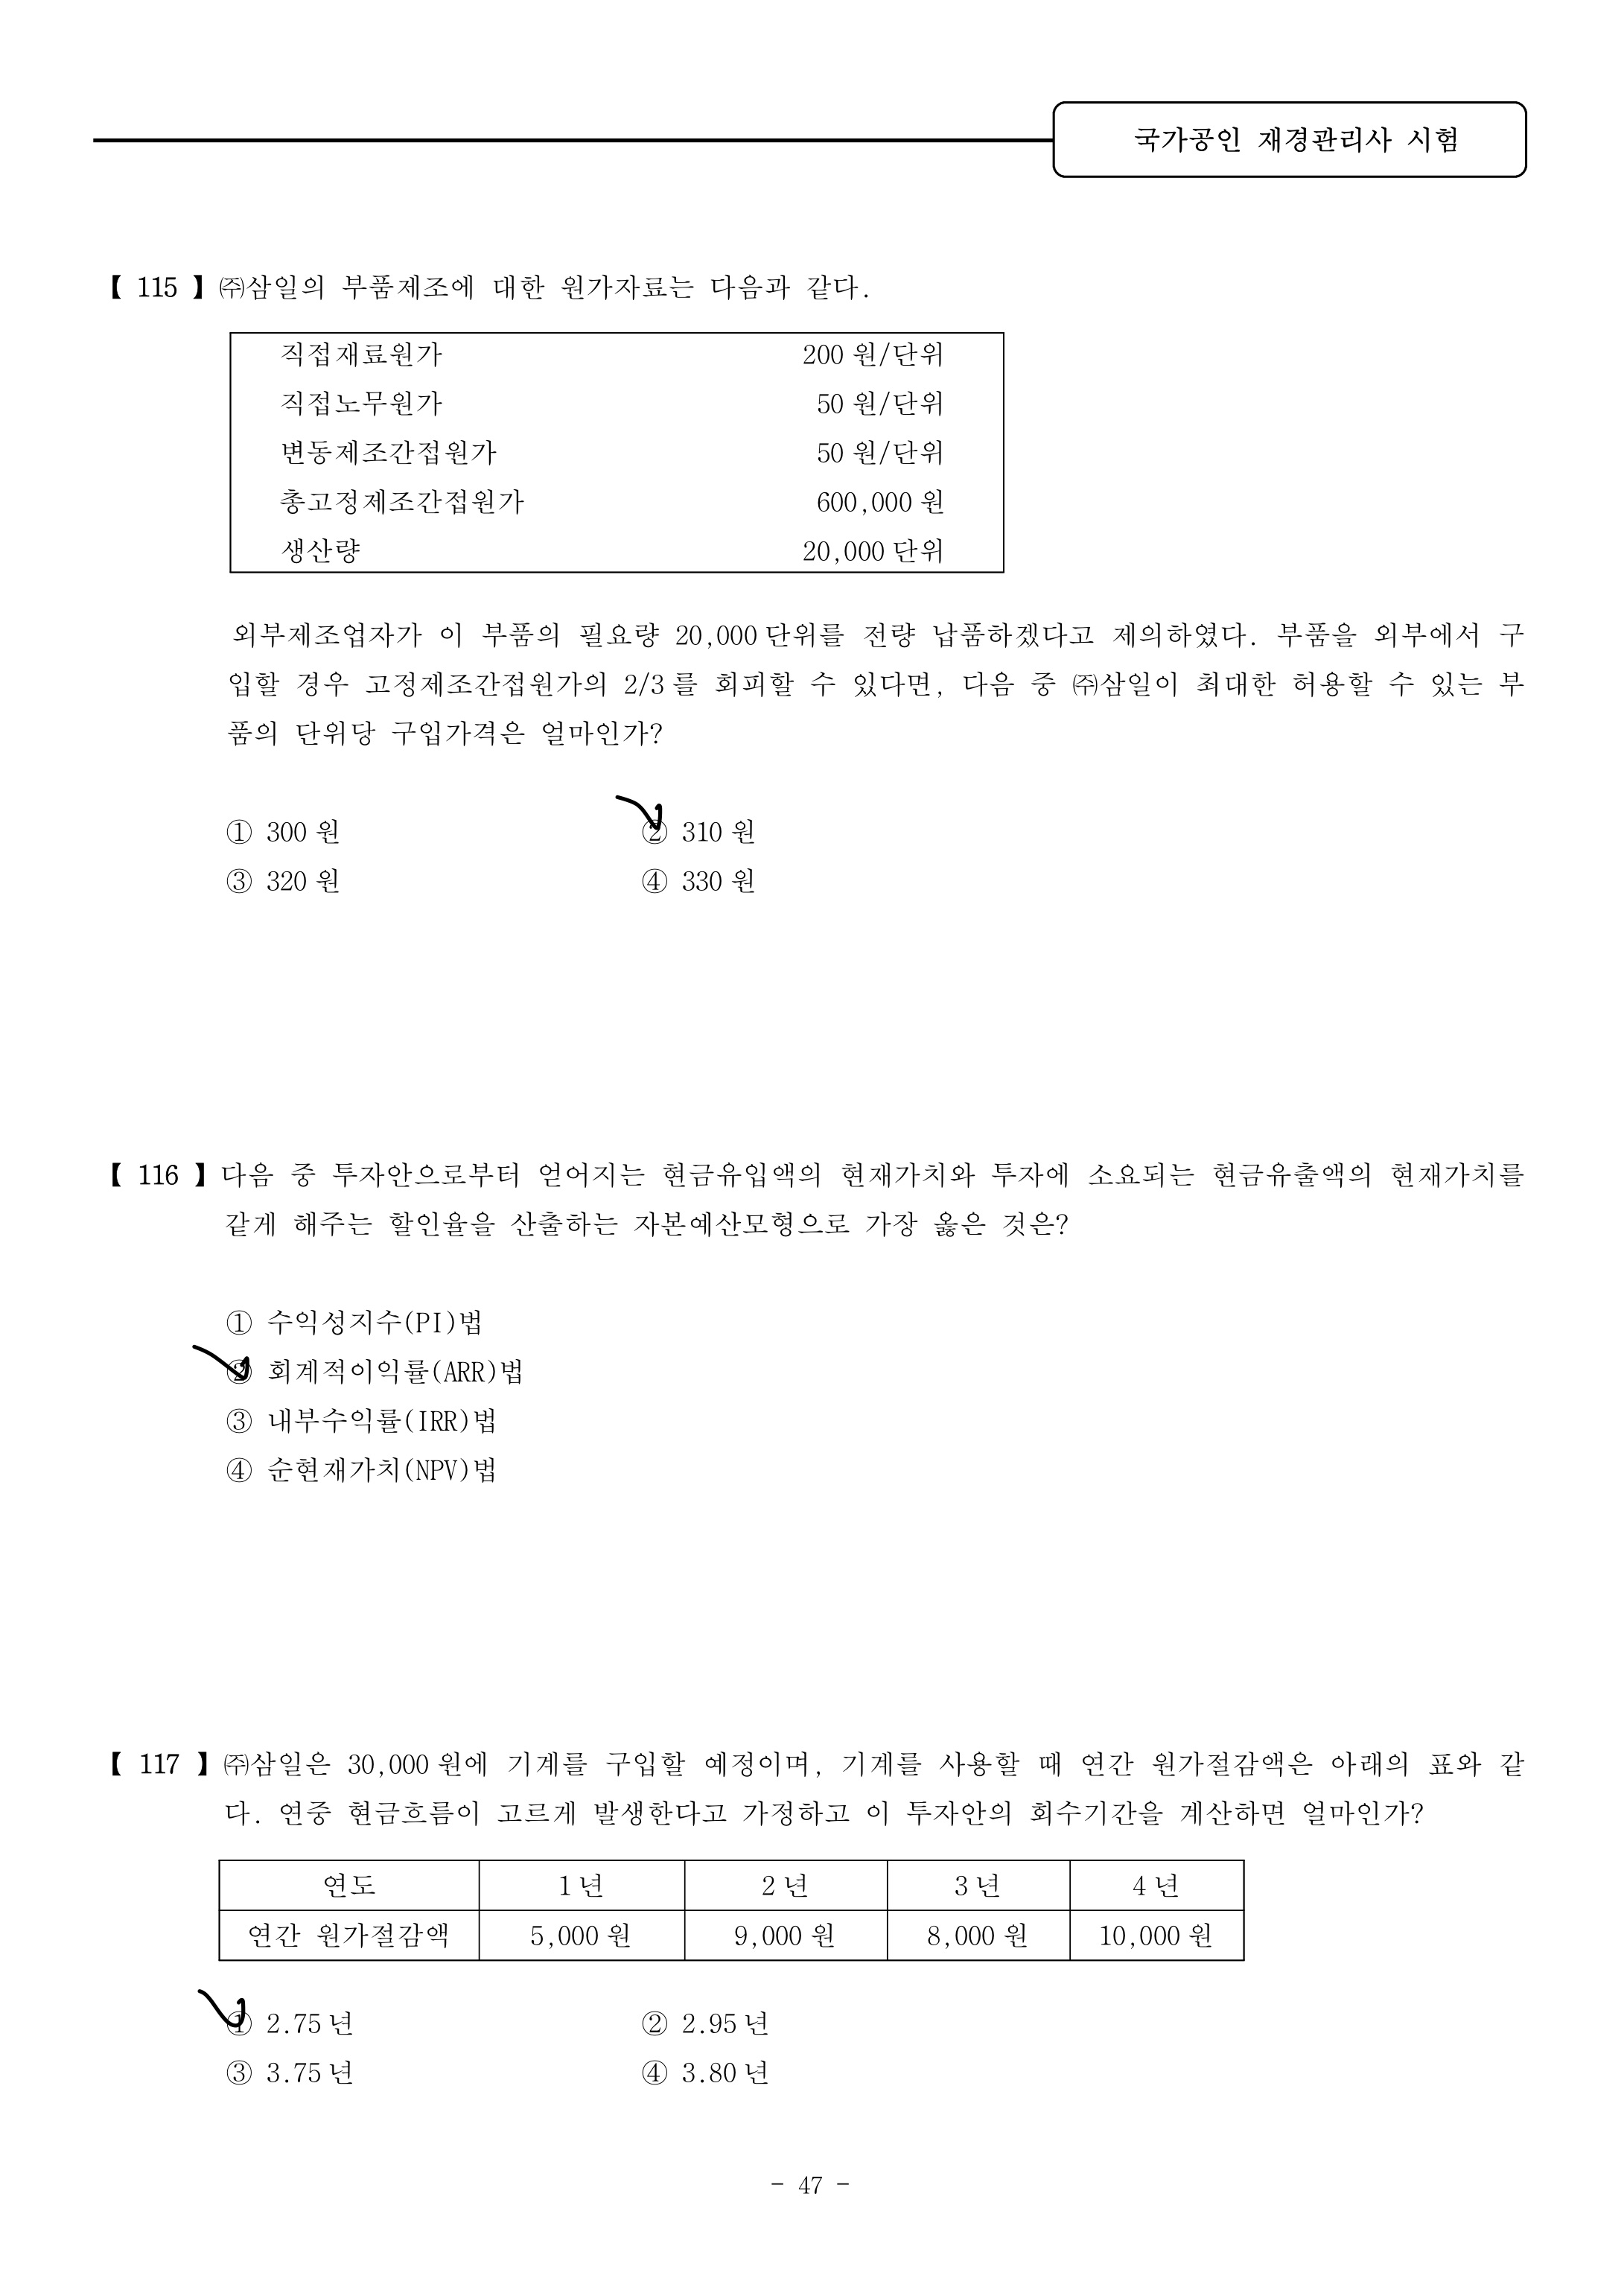 국가공인 재경관리사 시험
【 115 】 ㈜삼일의 부품제조에 대한 원가자료는 다음과 같다.
직접재료원가 200 원/단위
직접노무원가 50 원/단위
변동제조간접원가 50 원/단위
총고정제조간접원가 600,000 원
생산량 20,000 단위
외부제조업자가 이 부품의 필요량 20,000 단위를 전량 납품하겠다고 제의하였다. 부품을 외부에서 구
입할 경우 고정제조간접원가의 2/3 를 회피할 수 있다면, 다음 중 ㈜삼일이 최대한 허용할 수 있는 부
품의 단위당 구입가격은 얼마인가?
① 300 원 ② 310 원
③ 320 원 ④ 330 원
【 116 】 다음 중 투자안으로부터 얻어지는 현금유입액의 현재가치와 투자에 소요되는 현금유출액의 현재가치를
같게 해주는 할인율을 산출하는 자본예산모형으로 가장 옳은 것은?
① 수익성지수(PI)법
② 회계적이익률(ARR)법
③ 내부수익률(IRR)법
④ 순현재가치(NPV)법
【 117 】 ㈜삼일은 30,000 원에 기계를 구입할 예정이며, 기계를 사용할 때 연간 원가절감액은 아래의 표와 같
다. 연중 현금흐름이 고르게 발생한다고 가정하고 이 투자안의 회수기간을 계산하면 얼마인가?
연도 1 년 2 년 3 년 4 년
연간 원가절감액 5,000 원 9,000 원 8,000 원 10,000 원
① 2.75 년 ② 2.95 년
③ 3.75 년 ④ 3.80 년
- 47 -